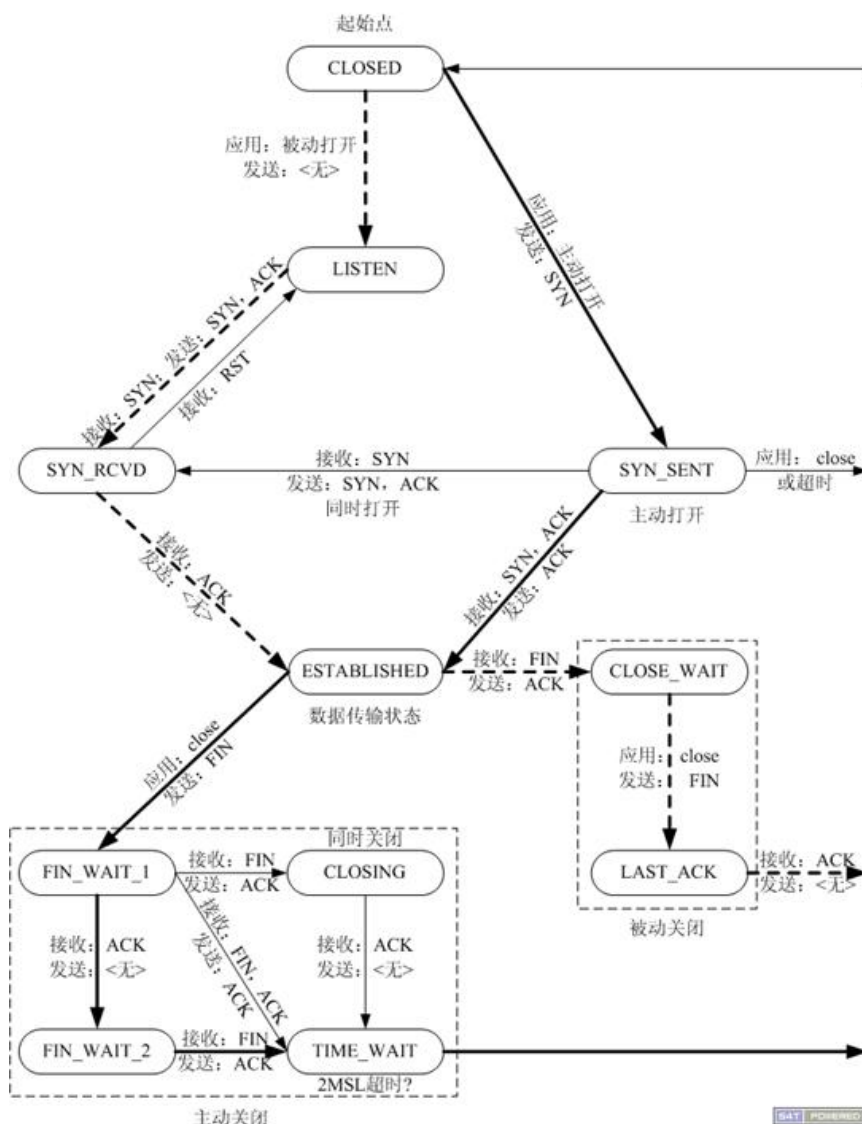 起始点
CLOSED
应用：被动打开
发送：<无>
应用：主动打开
发送：SYN
LISTEN
接收：SYN；发送：SYN，ACK
接收：RST
SYN_RCVD
接收：SYN
发送：SYN，ACK
同时打开
SYN_SENT
主动打开
应用： close
或超时
接收：ACK
发送：<无>
接收：SYN，ACK
发送：ACK
ESTABLISHED
数据传输状态
接收：FIN
发送：ACK
CLOSE_WAIT
应用： close
发送： FIN
应用：close
发送：FIN
LAST_ACK
接收：ACK
发送：<无>
被动关闭
同时关闭
FIN_WAIT_1
接收：FIN
发送：ACK
CLOSING
接收：ACK
发送：<无>
接收：FIN，ACK
发送：ACK
接收：ACK
发送：<无>
FIN_WAIT_2
接收：FIN
发送：ACK
TIME_WAIT
2MSL超时?
主动关闭
S4T POWERED